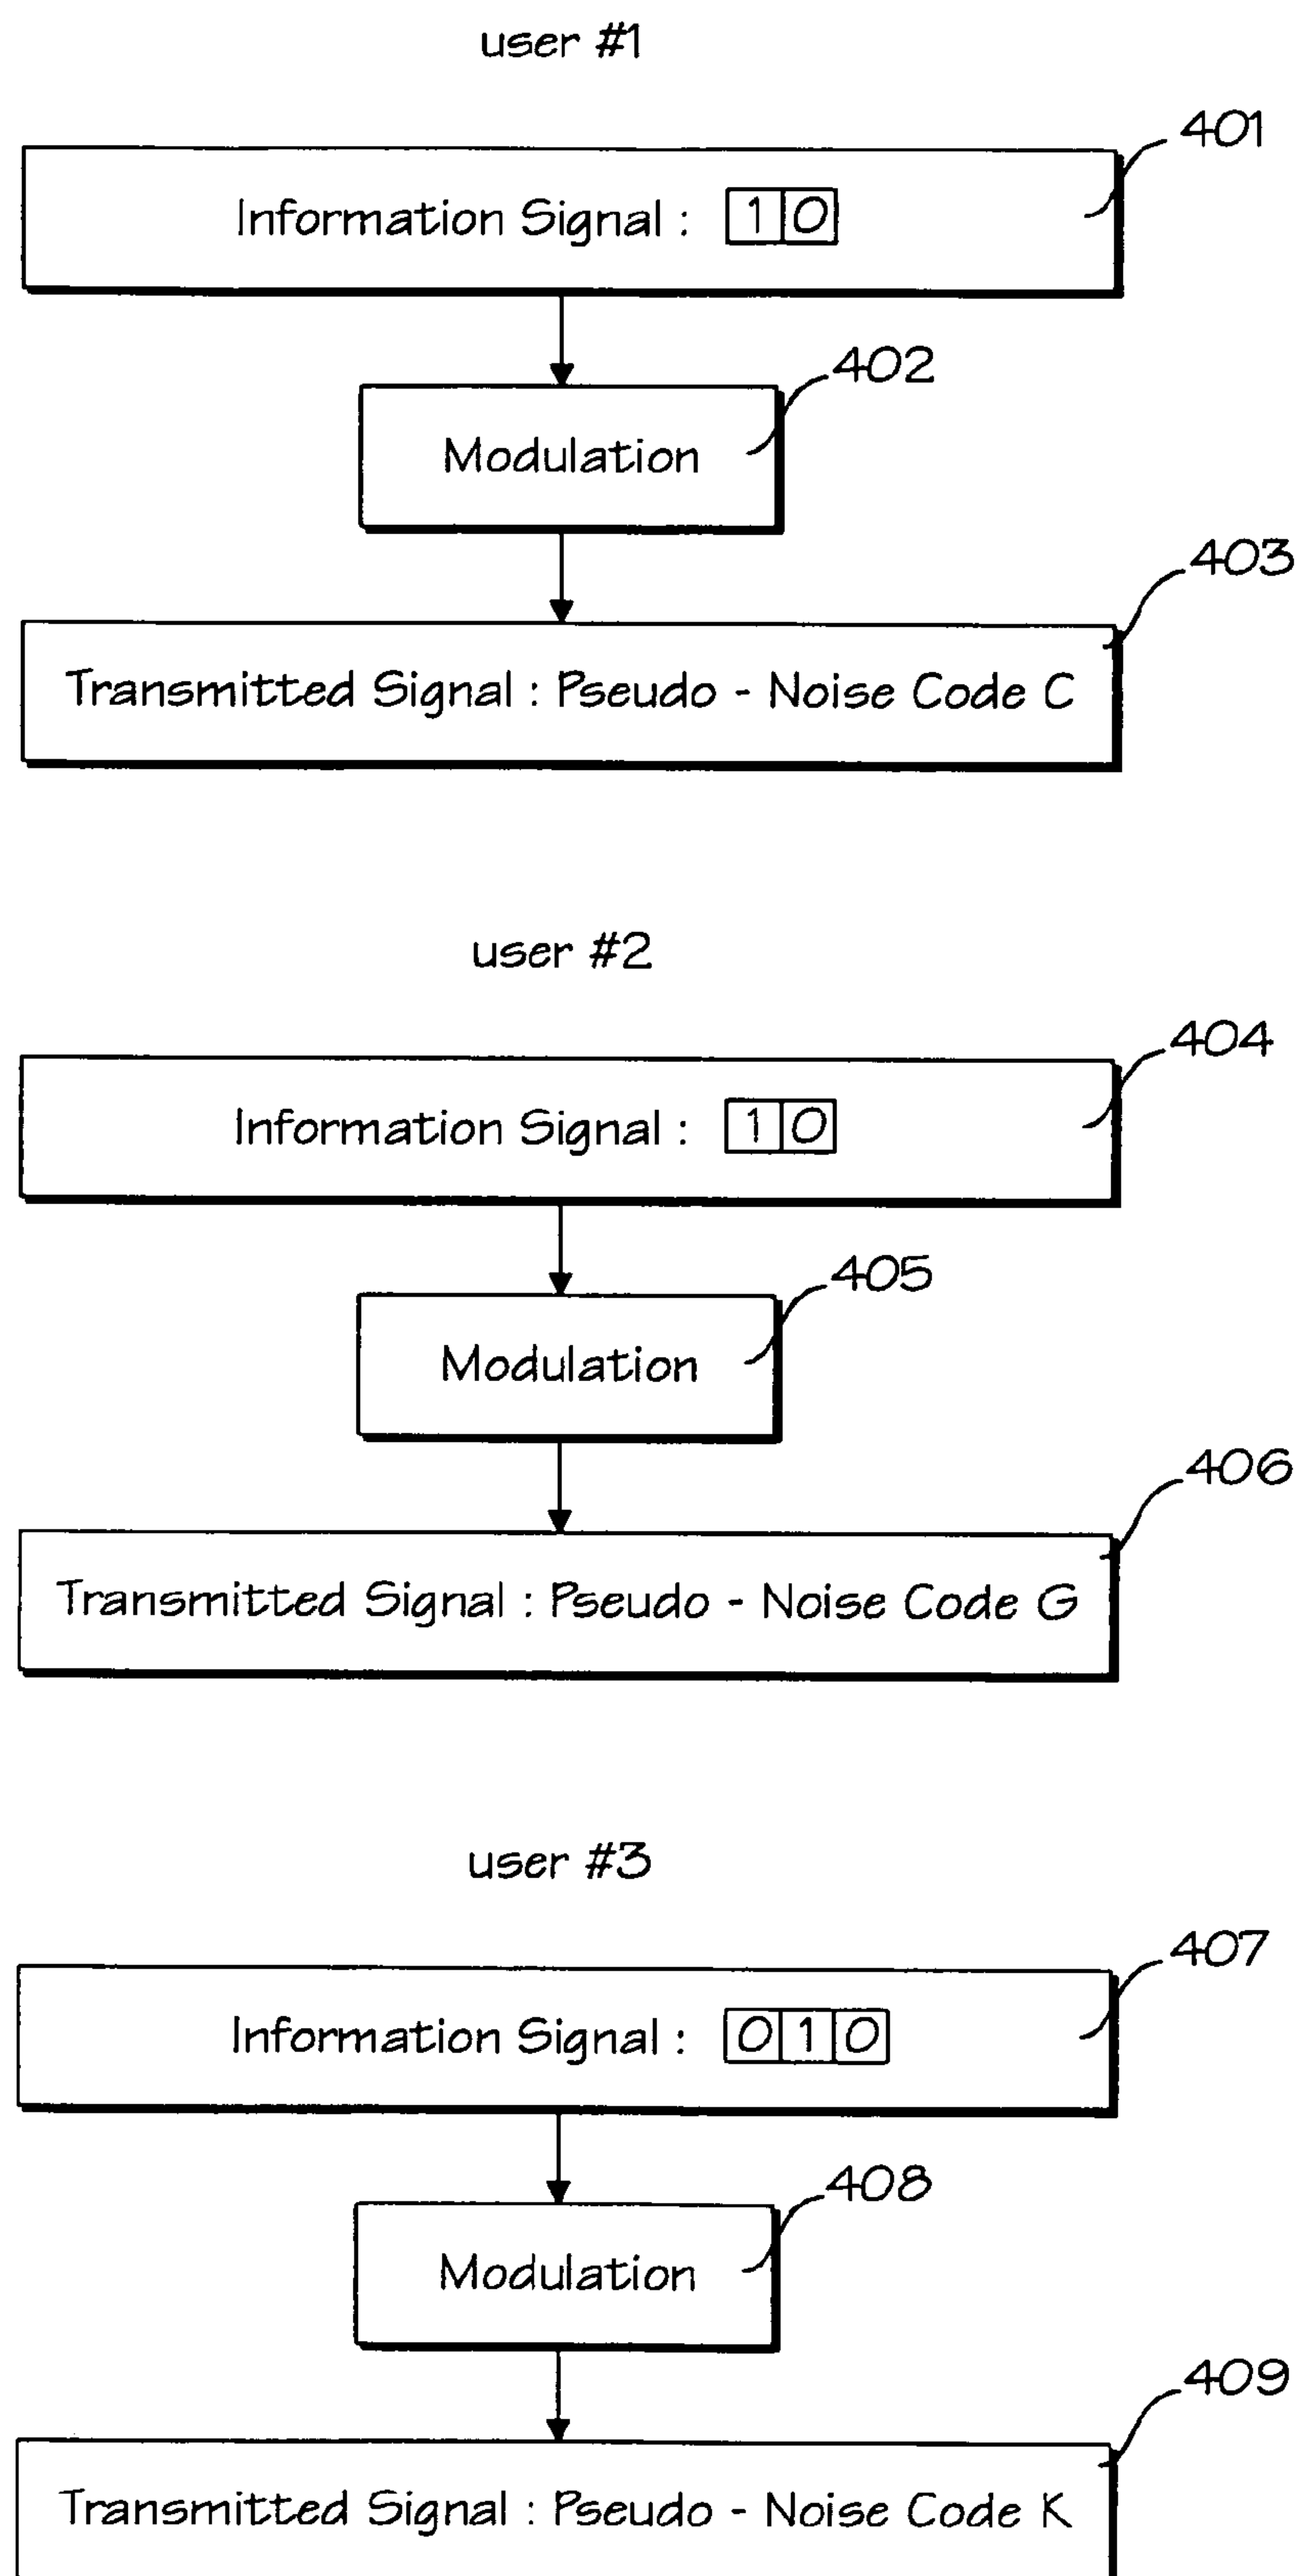 user #1
401
Information Signal : 1 0
402
Modulation
403
Transmitted Signal : Pseudo - Noise Code C
user #2
404
Information Signal : 1 0
405
Modulation
406
Transmitted Signal : Pseudo - Noise Code G
user #3
407
Information Signal : 0 1 0
408
Modulation
409
Transmitted Signal : Pseudo - Noise Code K